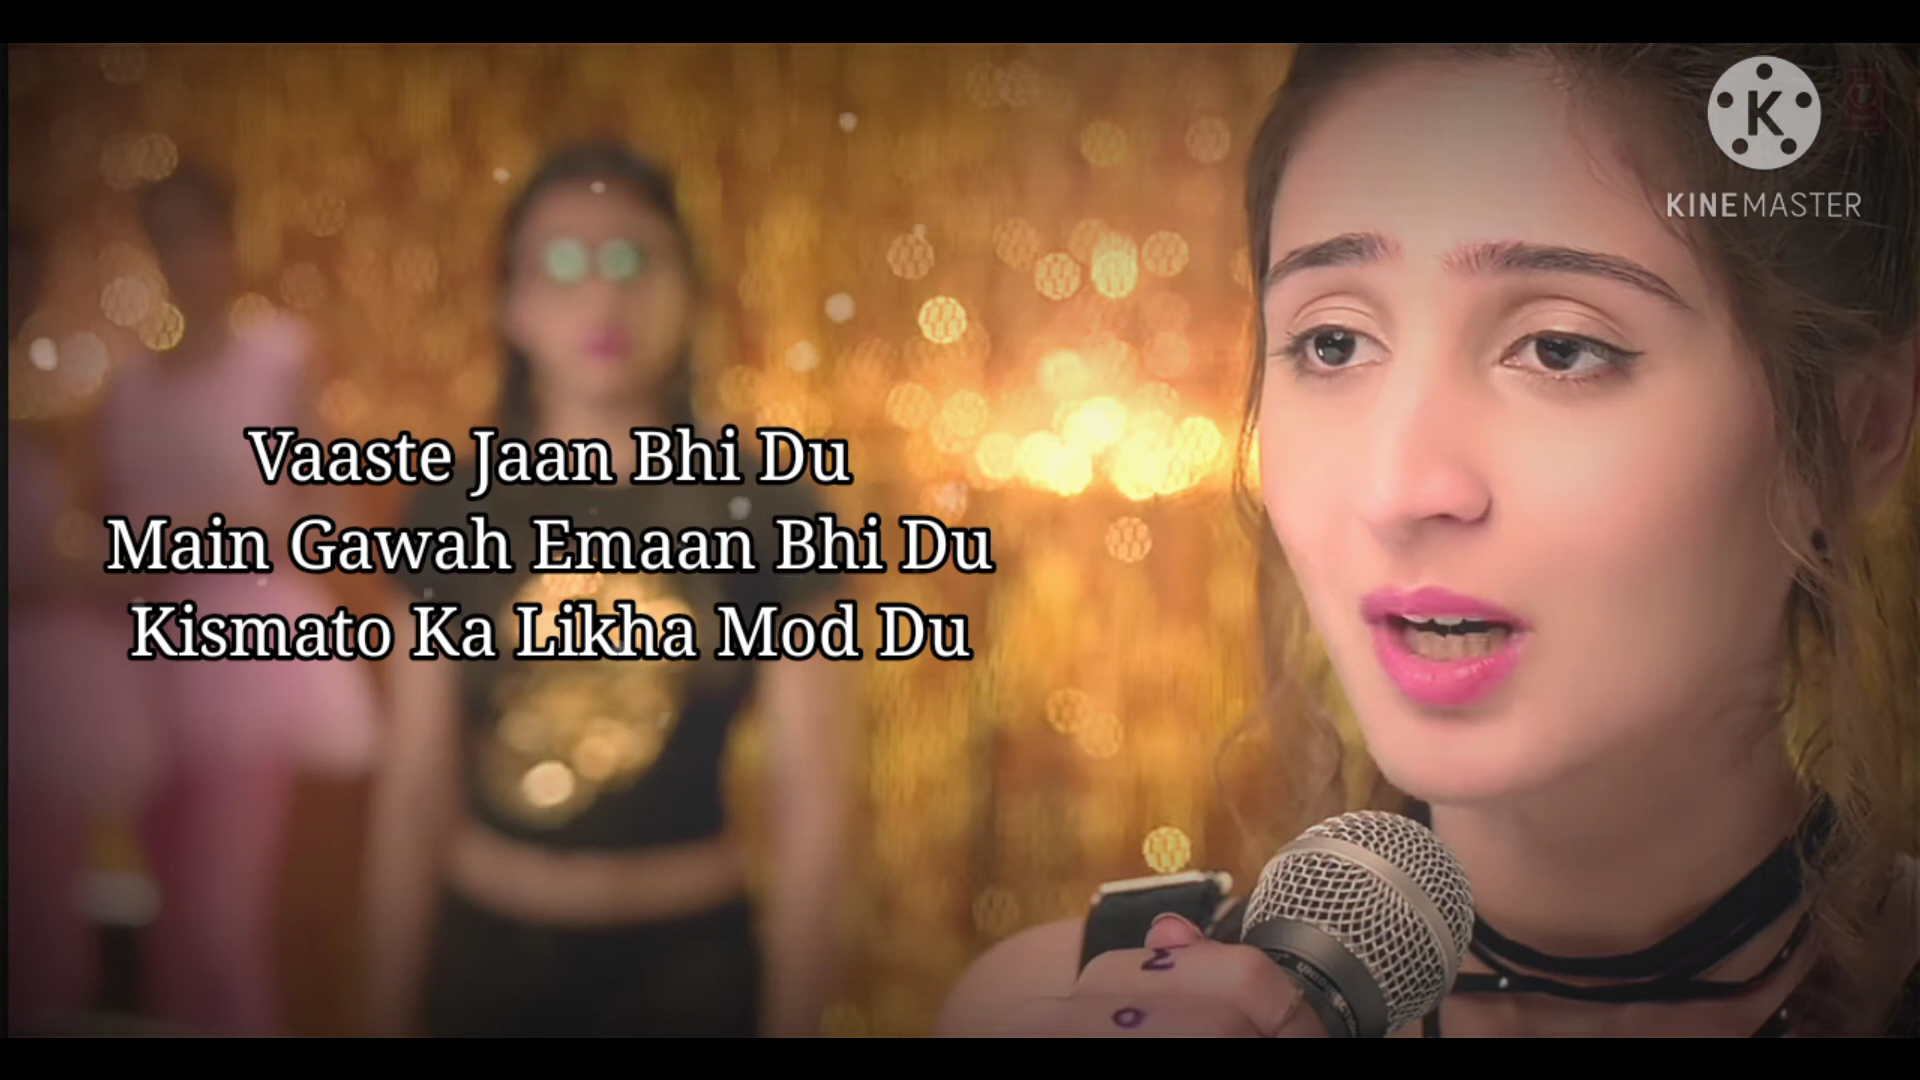 K
KINEMASTER
Vaaste Jaan Bhi Du
Main Gawah Emaan Bhi Du
Kismato Ka Likha Mod Du